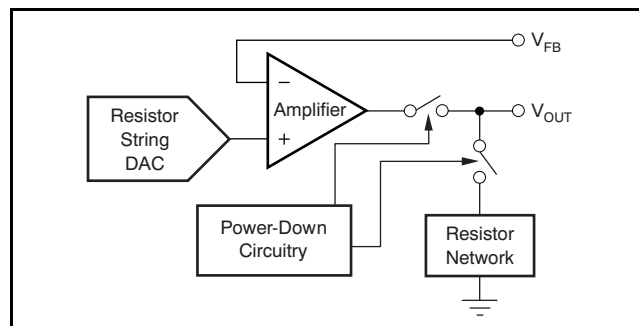 V_FB
−
Amplifier
+
V_OUT
Resistor
String
DAC
Power-Down
Circuitry
Resistor
Network